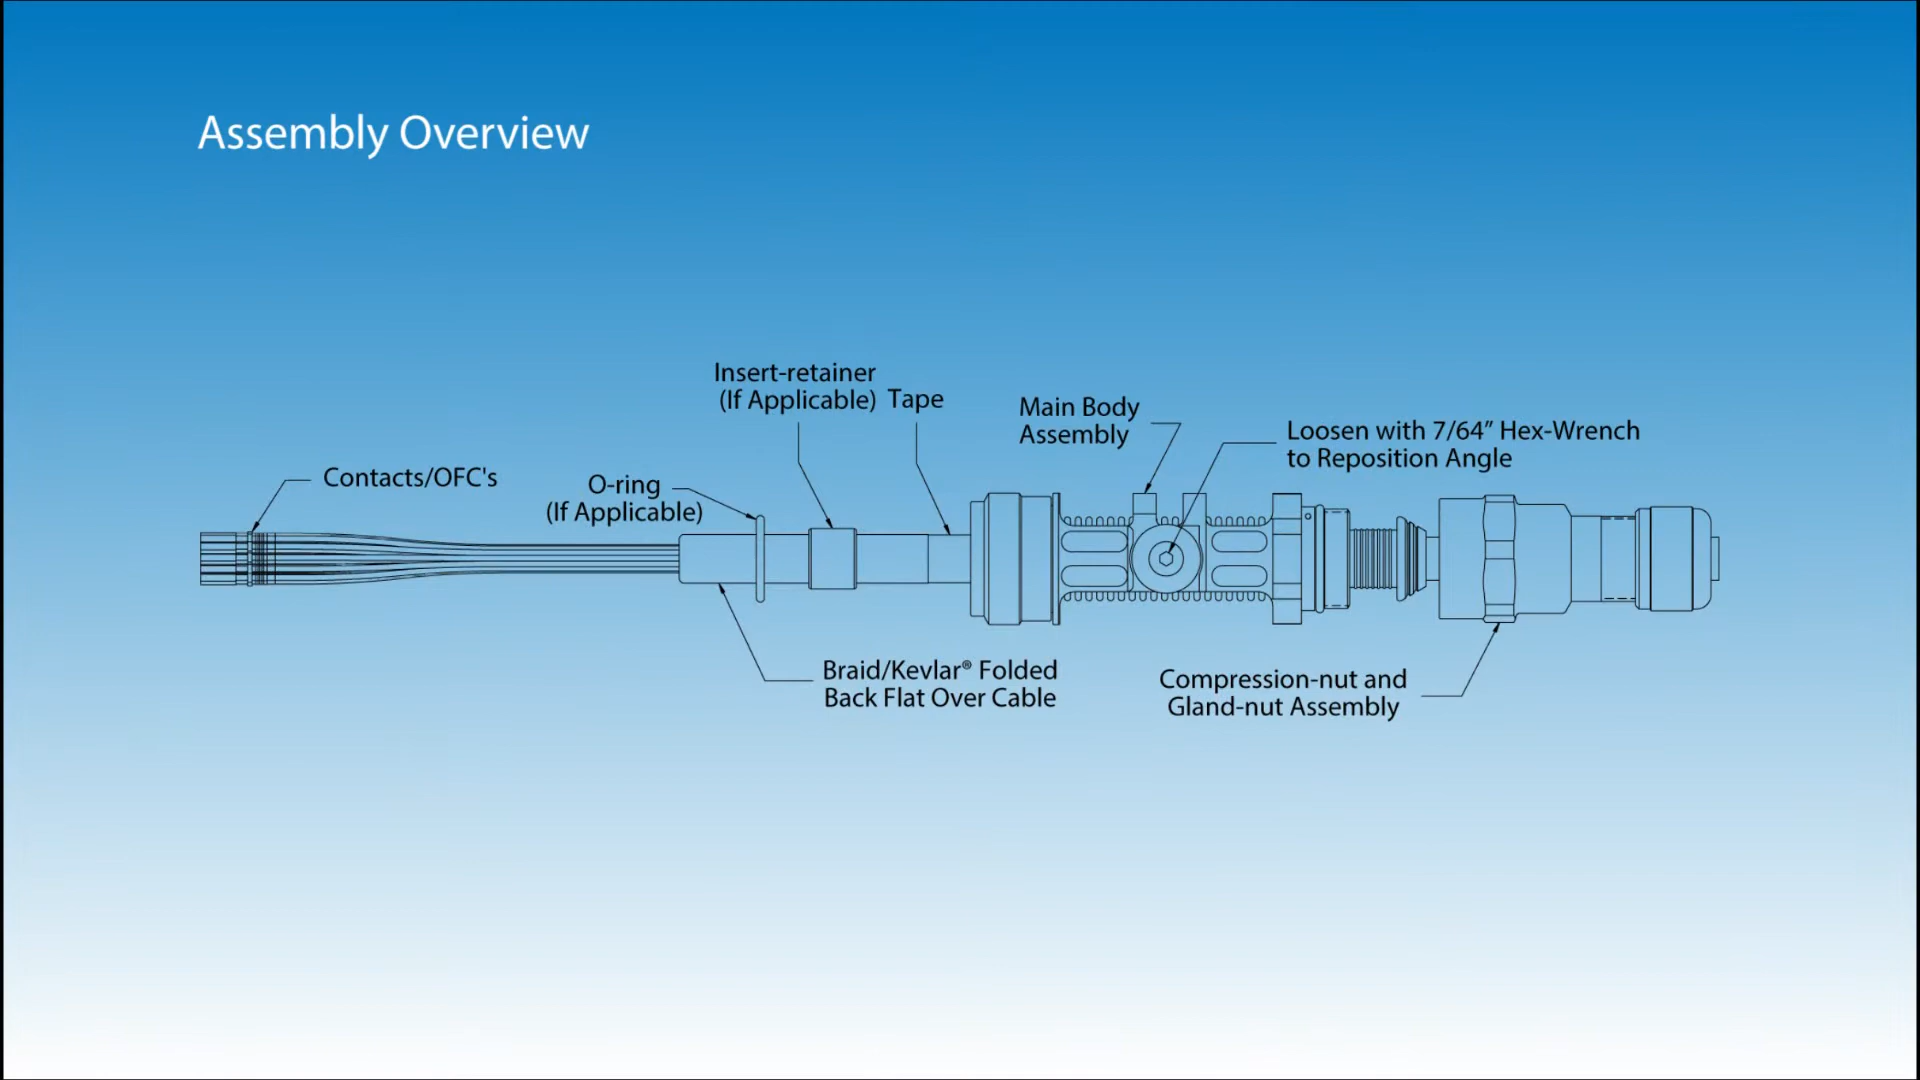 Assembly Overview
Insert-retainer
(If Applicable)
Tape
Main Body
Assembly
Loosen with 7/64” Hex-Wrench
to Reposition Angle
Contacts/OFC's
O-ring
(If Applicable)
Braid/Kevlar® Folded
Back Flat Over Cable
Compression-nut and
Gland-nut Assembly